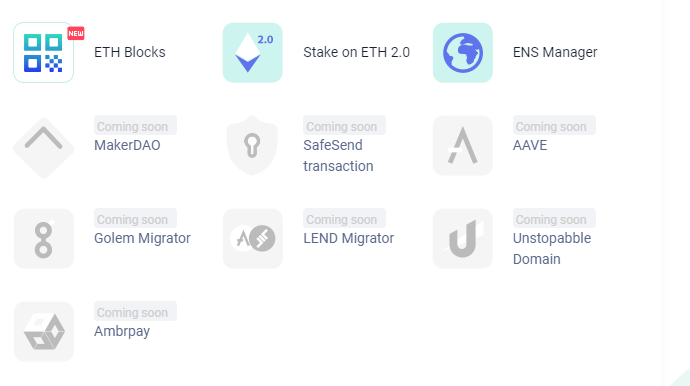 NEW
ETH Blocks
2.0
Stake on ETH 2.0
ENS Manager
Coming soon
MakerDAO
Coming soon
SafeSend
transaction
Coming soon
AAVE
Coming soon
Golem Migrator
Coming soon
LEND Migrator
Coming soon
Unstopabble
Domain
Coming soon
Ambrpay